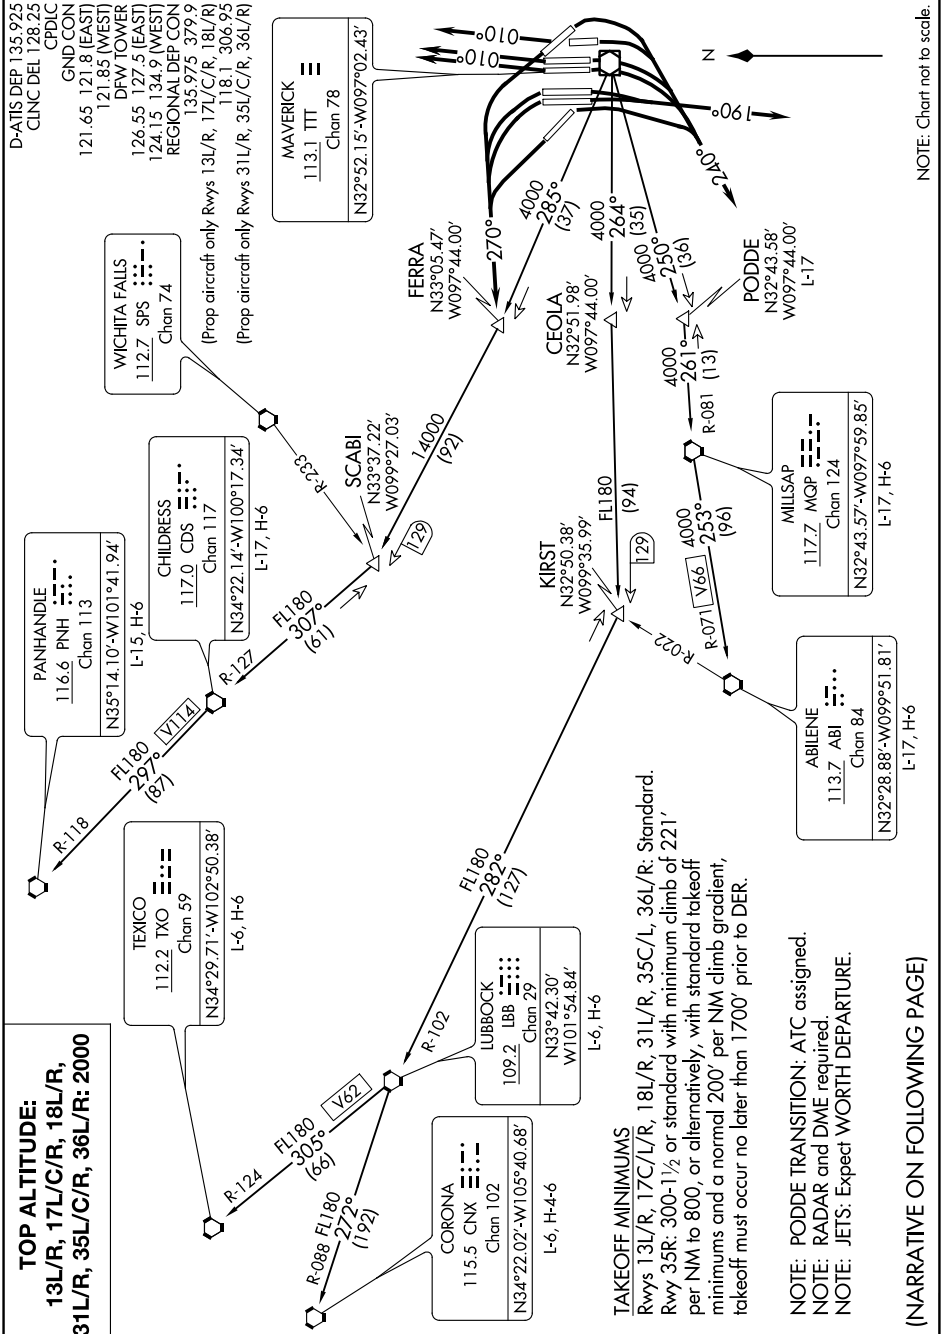 TOP ALTITUDE:
13L/R, 17L/C/R, 18L/R,
31L/R, 35L/C/R, 36L/R: 2000
D-ATIS DEP 135.925
CLNC DEL 128.25
CPDLC
GND CON
121.65 121.8 (EAST)
121.85 (WEST)
DFW TOWER
126.55 127.5 (EAST)
124.15 134.9 (WEST)
REGIONAL DEP CON
135.975 379.9
(Prop aircraft only Rwys 13L/R, 17L/C/R, 18L/R)
118.1 306.95
(Prop aircraft only Rwys 31L/R, 35L/C/R, 36L/R)
PANHANDLE
116.6 PNH
Chan 113
N35°14.10′-W101°41.94′
L-15, H-6
WICHITA FALLS
112.7 SPS
Chan 74
CHILDRESS
117.0 CDS
Chan 117
N34°22.14′-W100°17.34′
L-17, H-6
TEXICO
112.2 TXO
Chan 59
N34°29.71′-W102°50.38′
L-6, H-6
MAVERICK
113.1 TTT
Chan 78
N32°52.15′-W097°02.43′
R-118
FL180
297°
(87)
V114
R-127
FL180
307°
(61)
R-233
SCABI
N33°37.22′
W099°27.03′
129
14000
(92)
FERRA
N33°05.47′
W097°44.00′
270°
4000
285°
(37)
010°
010°
N
190°
240°
CEOLA
N32°51.98′
W097°44.00′
4000
264°
(35)
4000
250°
(36)
PODDE
N32°43.58′
W097°44.00′
L-17
KIRST
N32°50.38′
W099°35.99′
129
FL180
(94)
4000
261°
(13)
R-081
MILLSAP
117.7 MQP
Chan 124
N32°43.57′-W097°59.85′
L-17, H-6
4000
253°
(96)
V66
R-071
R-022
ABILENE
113.7 ABI
Chan 84
N32°28.88′-W099°51.81′
L-17, H-6
FL180
282°
(127)
R-102
LUBBOCK
109.2 LBB
Chan 29
N33°42.30′
W101°54.84′
L-6, H-6
R-124
FL180
305°
(66)
V62
R-088
FL180
272°
(192)
CORONA
115.5 CNX
Chan 102
N34°22.02′-W105°40.68′
L-6, H-4-6
TAKEOFF MINIMUMS
Rwys 13L/R, 17C/L/R, 18L/R, 31L/R, 35C/L, 36L/R: Standard.
Rwy 35R: 300-1½ or standard with minimum climb of 221′
per NM to 800, or alternatively, with standard takeoff
minimums and a normal 200′ per NM climb gradient,
takeoff must occur no later than 1700′ prior to DER.
NOTE: PODDE TRANSITION: ATC assigned.
NOTE: RADAR and DME required.
NOTE: JETS: Expect WORTH DEPARTURE.
(NARRATIVE ON FOLLOWING PAGE)
NOTE: Chart not to scale.